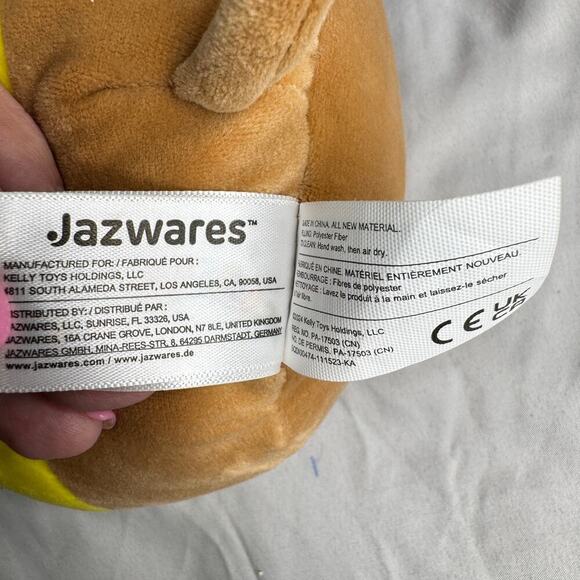 Jazwares™
MANUFACTURED FOR: / FABRIQUÉ POUR :
KELLY TOYS HOLDINGS, LLC
4811 SOUTH ALAMEDA STREET, LOS ANGELES, CA, 90058, USA
DISTRIBUTED BY: / DISTRIBUÉ PAR :
JAZWARES, LLC, SUNRISE, FL 33326, USA
JAZWARES, 16A CRANE GROVE, LONDON, N7 8LE, UNITED KINGDOM
JAZWARES GMBH, MINA-REES-STR. 8, 64295 DARMSTADT, GERMANY
www.jazwares.com / www.jazwares.de
MADE IN CHINA. ALL NEW MATERIAL.
FILLING: Polyester Fiber
TO CLEAN: Hand wash, then air dry.
FABRIQUÉ EN CHINE. MATÉRIEL ENTIÈREMENT NOUVEAU.
REMBOURRAGE : Fibres de polyester
NETTOYAGE : Lavez le produit à la main et laissez-le sécher
à l'air libre.
©2024 Kelly Toys Holdings, LLC
REG. NO. PA-17503 (CN)
NO. DE PERMIS. PA-17503 (CN)
CE UK CA